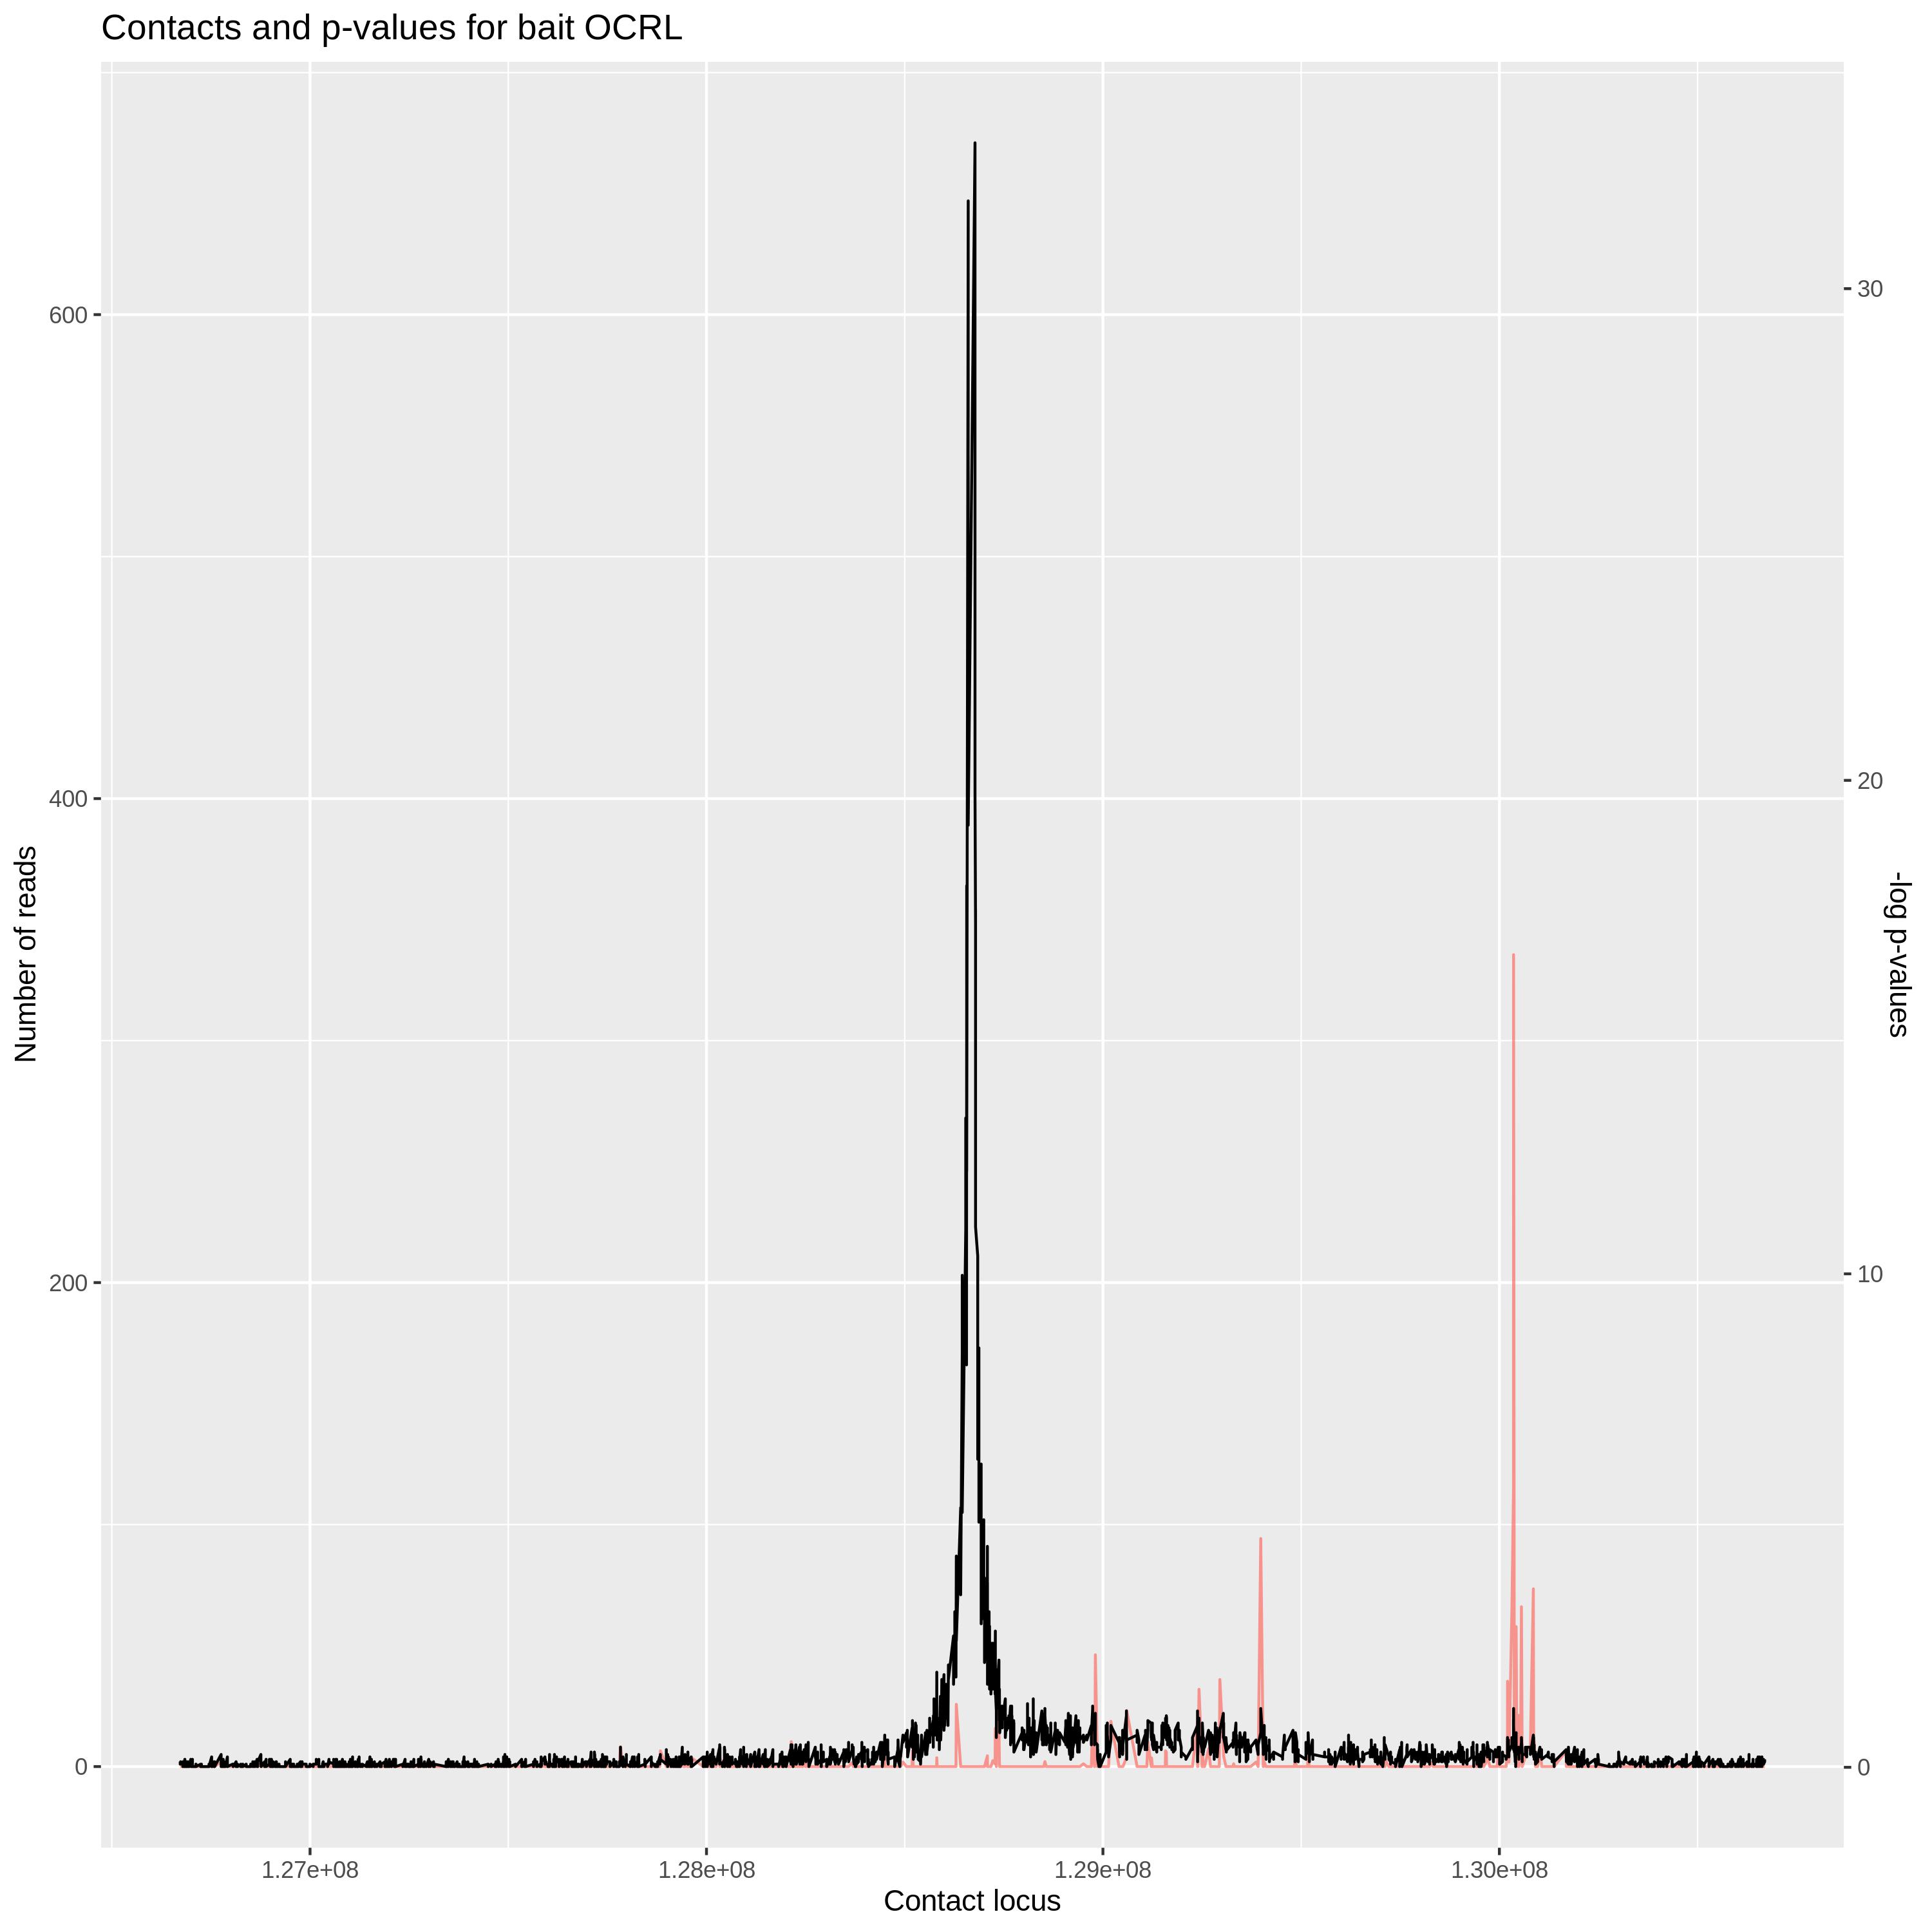 Contacts and p-values for bait OCRL
Number of reads
600
400
200
0
30
20
10
0
-log p-values
1.27e+08
1.28e+08
1.29e+08
1.30e+08
Contact locus